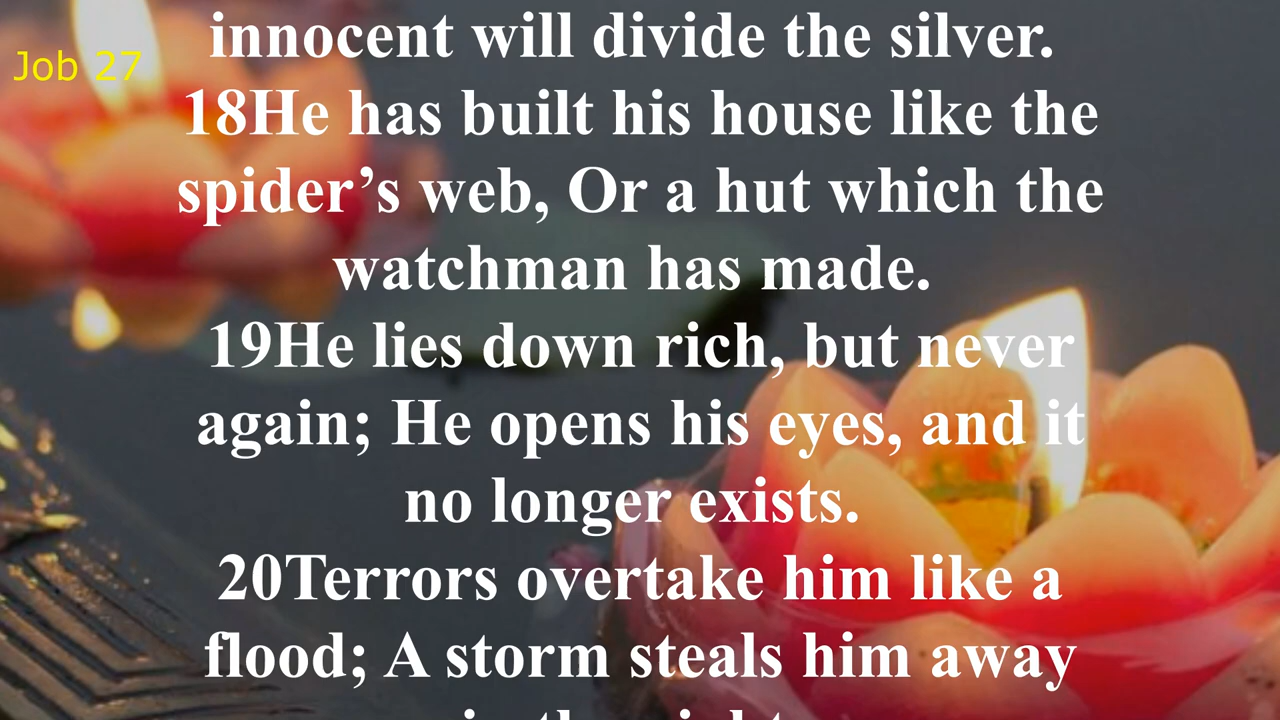 Job 27
innocent will divide the silver.
18He has built his house like the
spider’s web, Or a hut which the
watchman has made.
19He lies down rich, but never
again; He opens his eyes, and it
no longer exists.
20Terrors overtake him like a
flood; A storm steals him away